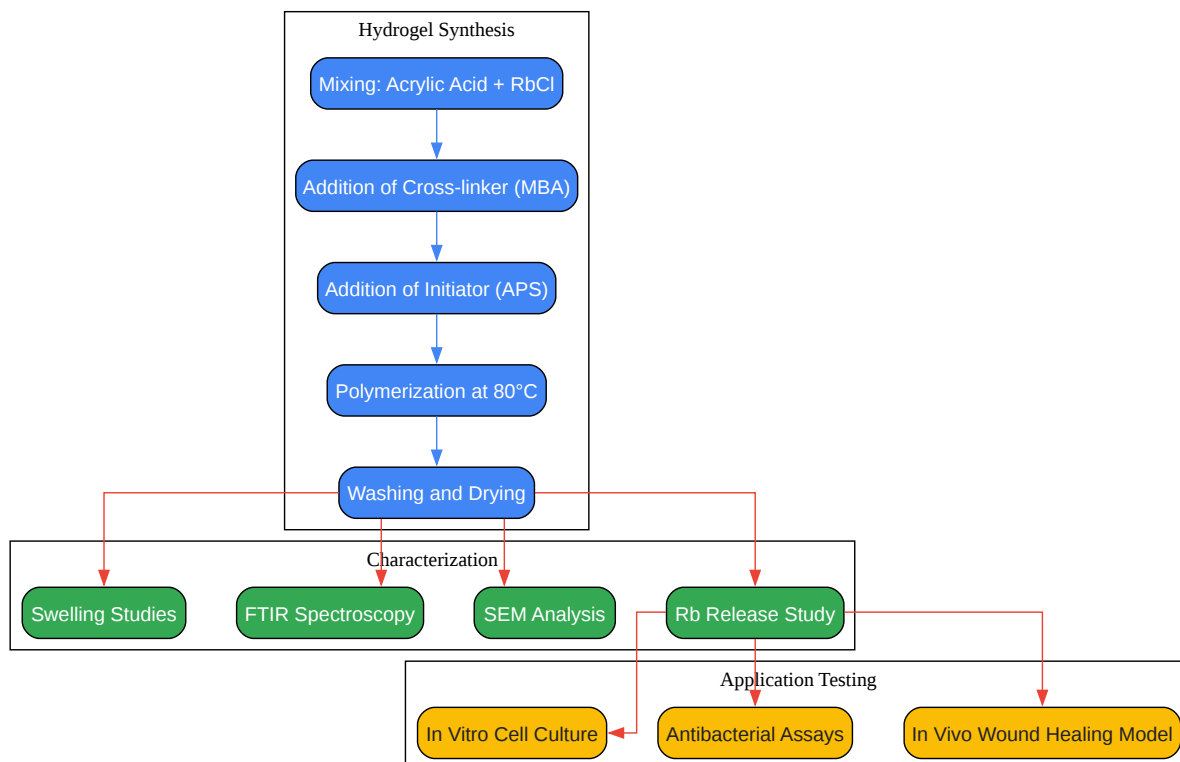 Hydrogel Synthesis
Mixing: Acrylic Acid + RbCl
Addition of Cross-linker (MBA)
Addition of Initiator (APS)
Polymerization at 80°C
Washing and Drying
Characterization
Swelling Studies
FTIR Spectroscopy
SEM Analysis
Rb Release Study
Application Testing
In Vitro Cell Culture
Antibacterial Assays
In Vivo Wound Healing Model